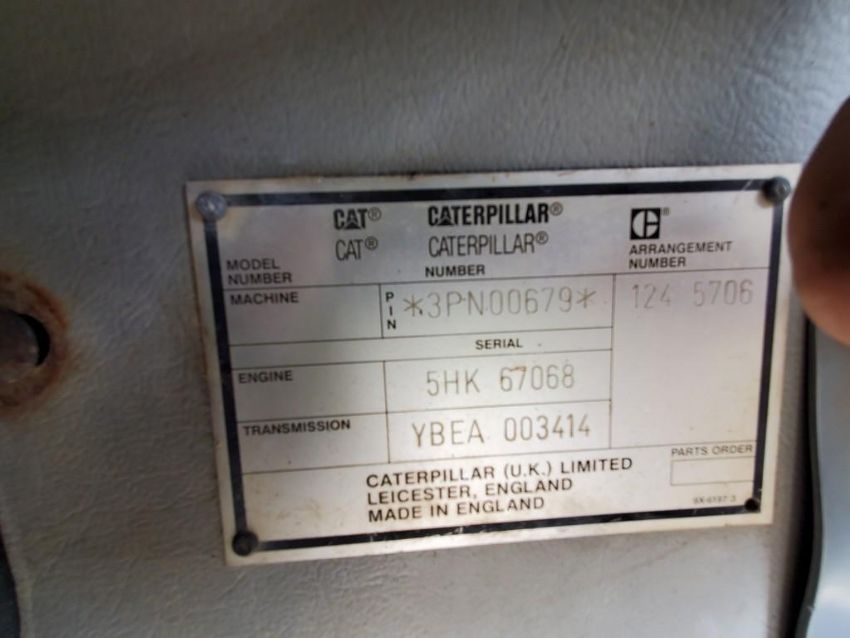 CAT® CATERPILLAR® C®
CAT® CATERPILLAR®
MODEL NUMBER
NUMBER
ARRANGEMENT NUMBER
MACHINE PIN *3PN00679* 124 5706
SERIAL
ENGINE 5HK 67068
TRANSMISSION YBEA 003414
PARTS ORDER
CATERPILLAR (U.K.) LIMITED
LEICESTER, ENGLAND
MADE IN ENGLAND